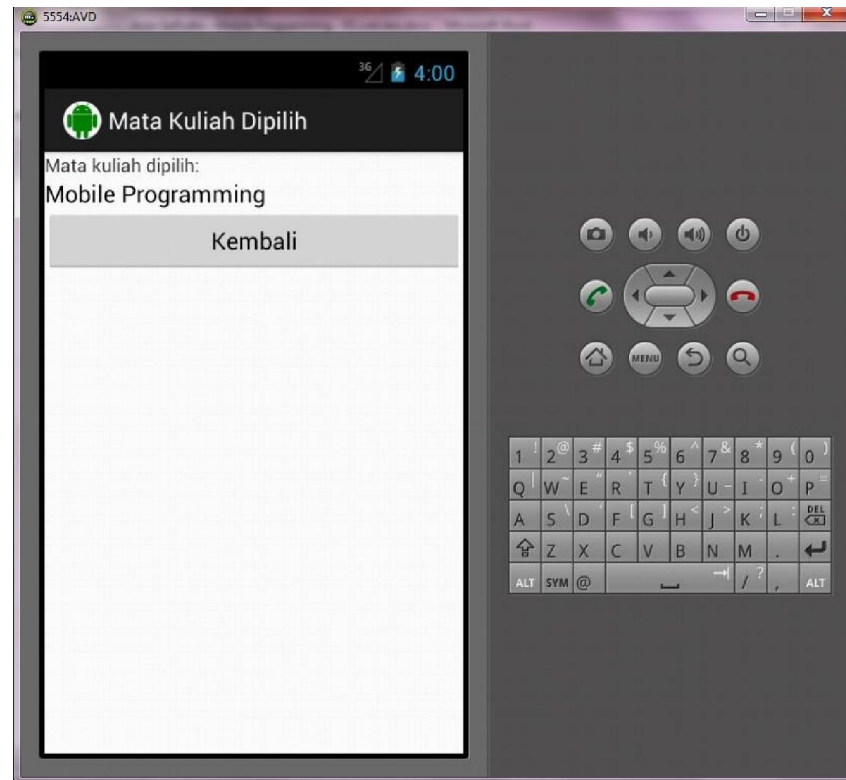 5554:AVD
3G 4:00
Mata Kuliah Dipilih
Mata kuliah dipilih:
Mobile Programming
Kembali
MENU
1 ! 2 @ 3 # 4 $ 5 % 6 ^ 7 & 8 * 9 ( 0 )
Q | W ~ E " R ` T { Y } U - I - O + P =
A S \ D ' F [ G ] H < J > K ; L : DEL
Z X C V B N M .
ALT SYM @ / ? , ALT